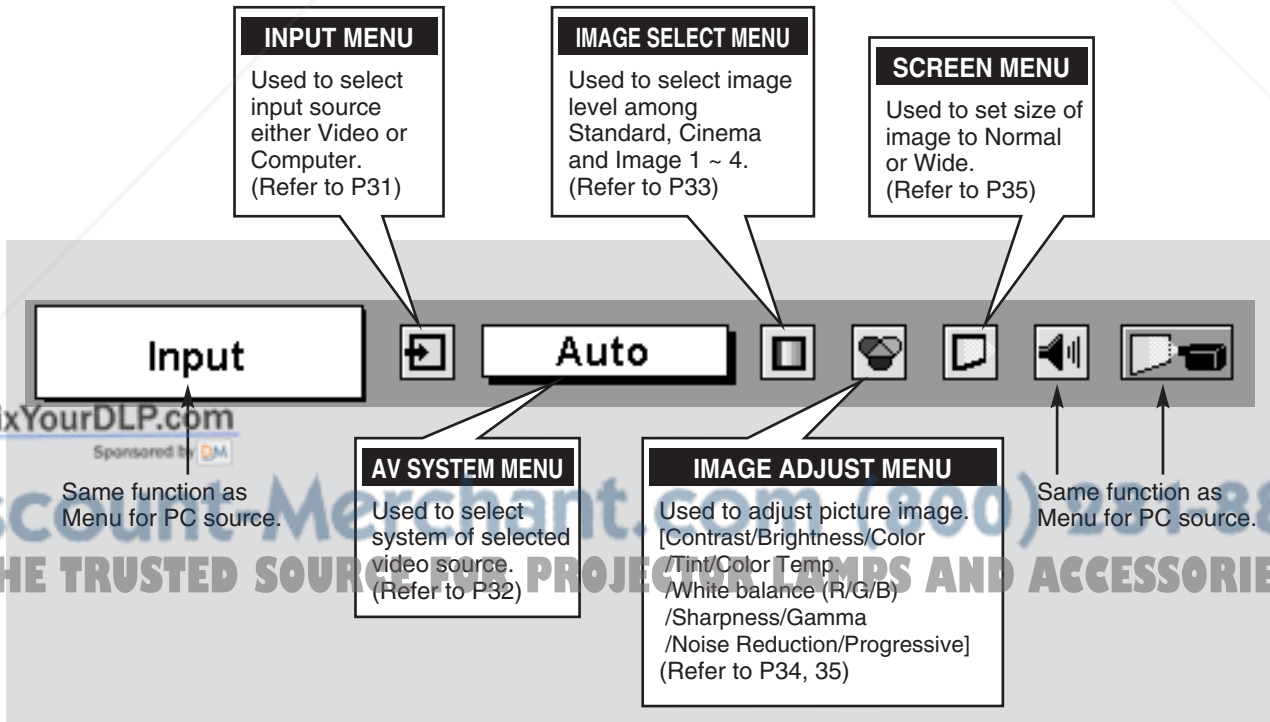 INPUT MENU
Used to select
input source
either Video or
Computer.
(Refer to P31)
IMAGE SELECT MENU
Used to select image
level among
Standard, Cinema
and Image 1 ~ 4.
(Refer to P33)
SCREEN MENU
Used to set size of
image to Normal
or Wide.
(Refer to P35)
Input
Auto
ixYourDLP.com
Sponsored by DM
Same function as
Menu for PC source.
AV SYSTEM MENU
Used to select
system of selected
video source.
(Refer to P32)
IMAGE ADJUST MENU
Used to adjust picture image.
[Contrast/Brightness/Color
/Tint/Color Temp.
/White balance (R/G/B)
/Sharpness/Gamma
/Noise Reduction/Progressive]
(Refer to P34, 35)
Same function as
Menu for PC source.
scount-Merchant.com (800) 281-88
HE TRUSTED SOURCE FOR PROJECTOR LAMPS AND ACCESSORIE